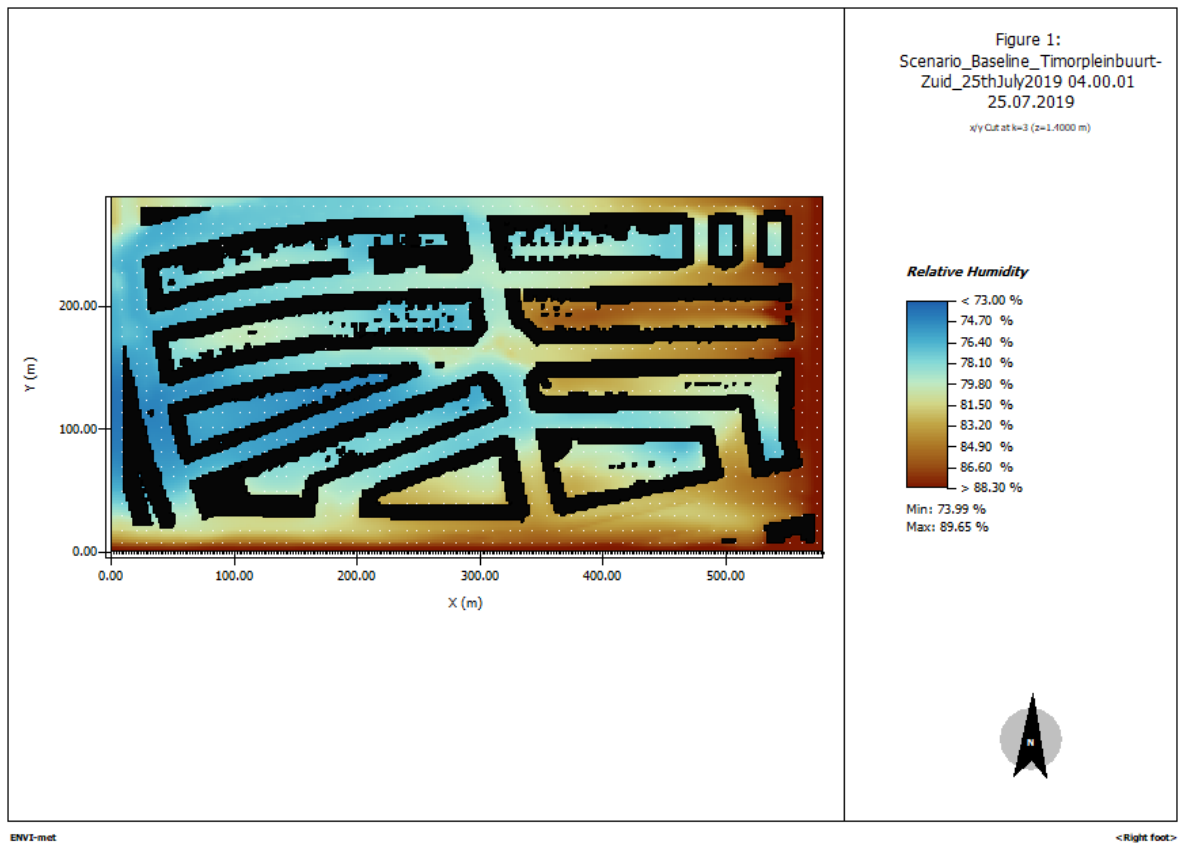 Figure 1:
Scenario_Baseline_Timorpleinbuurt-
Zuid_25thJuly2019 04.00.01
25.07.2019
x/y Cut at k=3 (z=1.4000 m)
200.00
100.00
0.00
Y (m)
0.00 100.00 200.00 300.00 400.00 500.00
X (m)
Relative Humidity
< 73.00 %
74.70 %
76.40 %
78.10 %
79.80 %
81.50 %
83.20 %
84.90 %
86.60 %
> 88.30 %
Min: 73.99 %
Max: 89.65 %
N
ENVI-met
<Right foot>